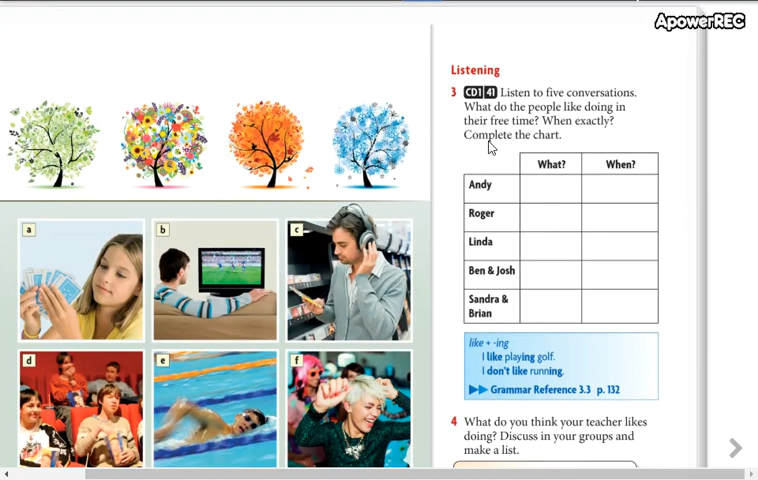 ApowerREC
Listening
3 CD1 41 Listen to five conversations.
What do the people like doing in
their free time? When exactly?
Complete the chart.
What? When?
Andy
Roger
Linda
Ben & Josh
Sandra &
Brian
like + -ing
I like playing golf.
I don't like running.
Grammar Reference 3.3 p. 132
4 What do you think your teacher likes
doing? Discuss in your groups and
make a list.
a
b
c
d
e
f